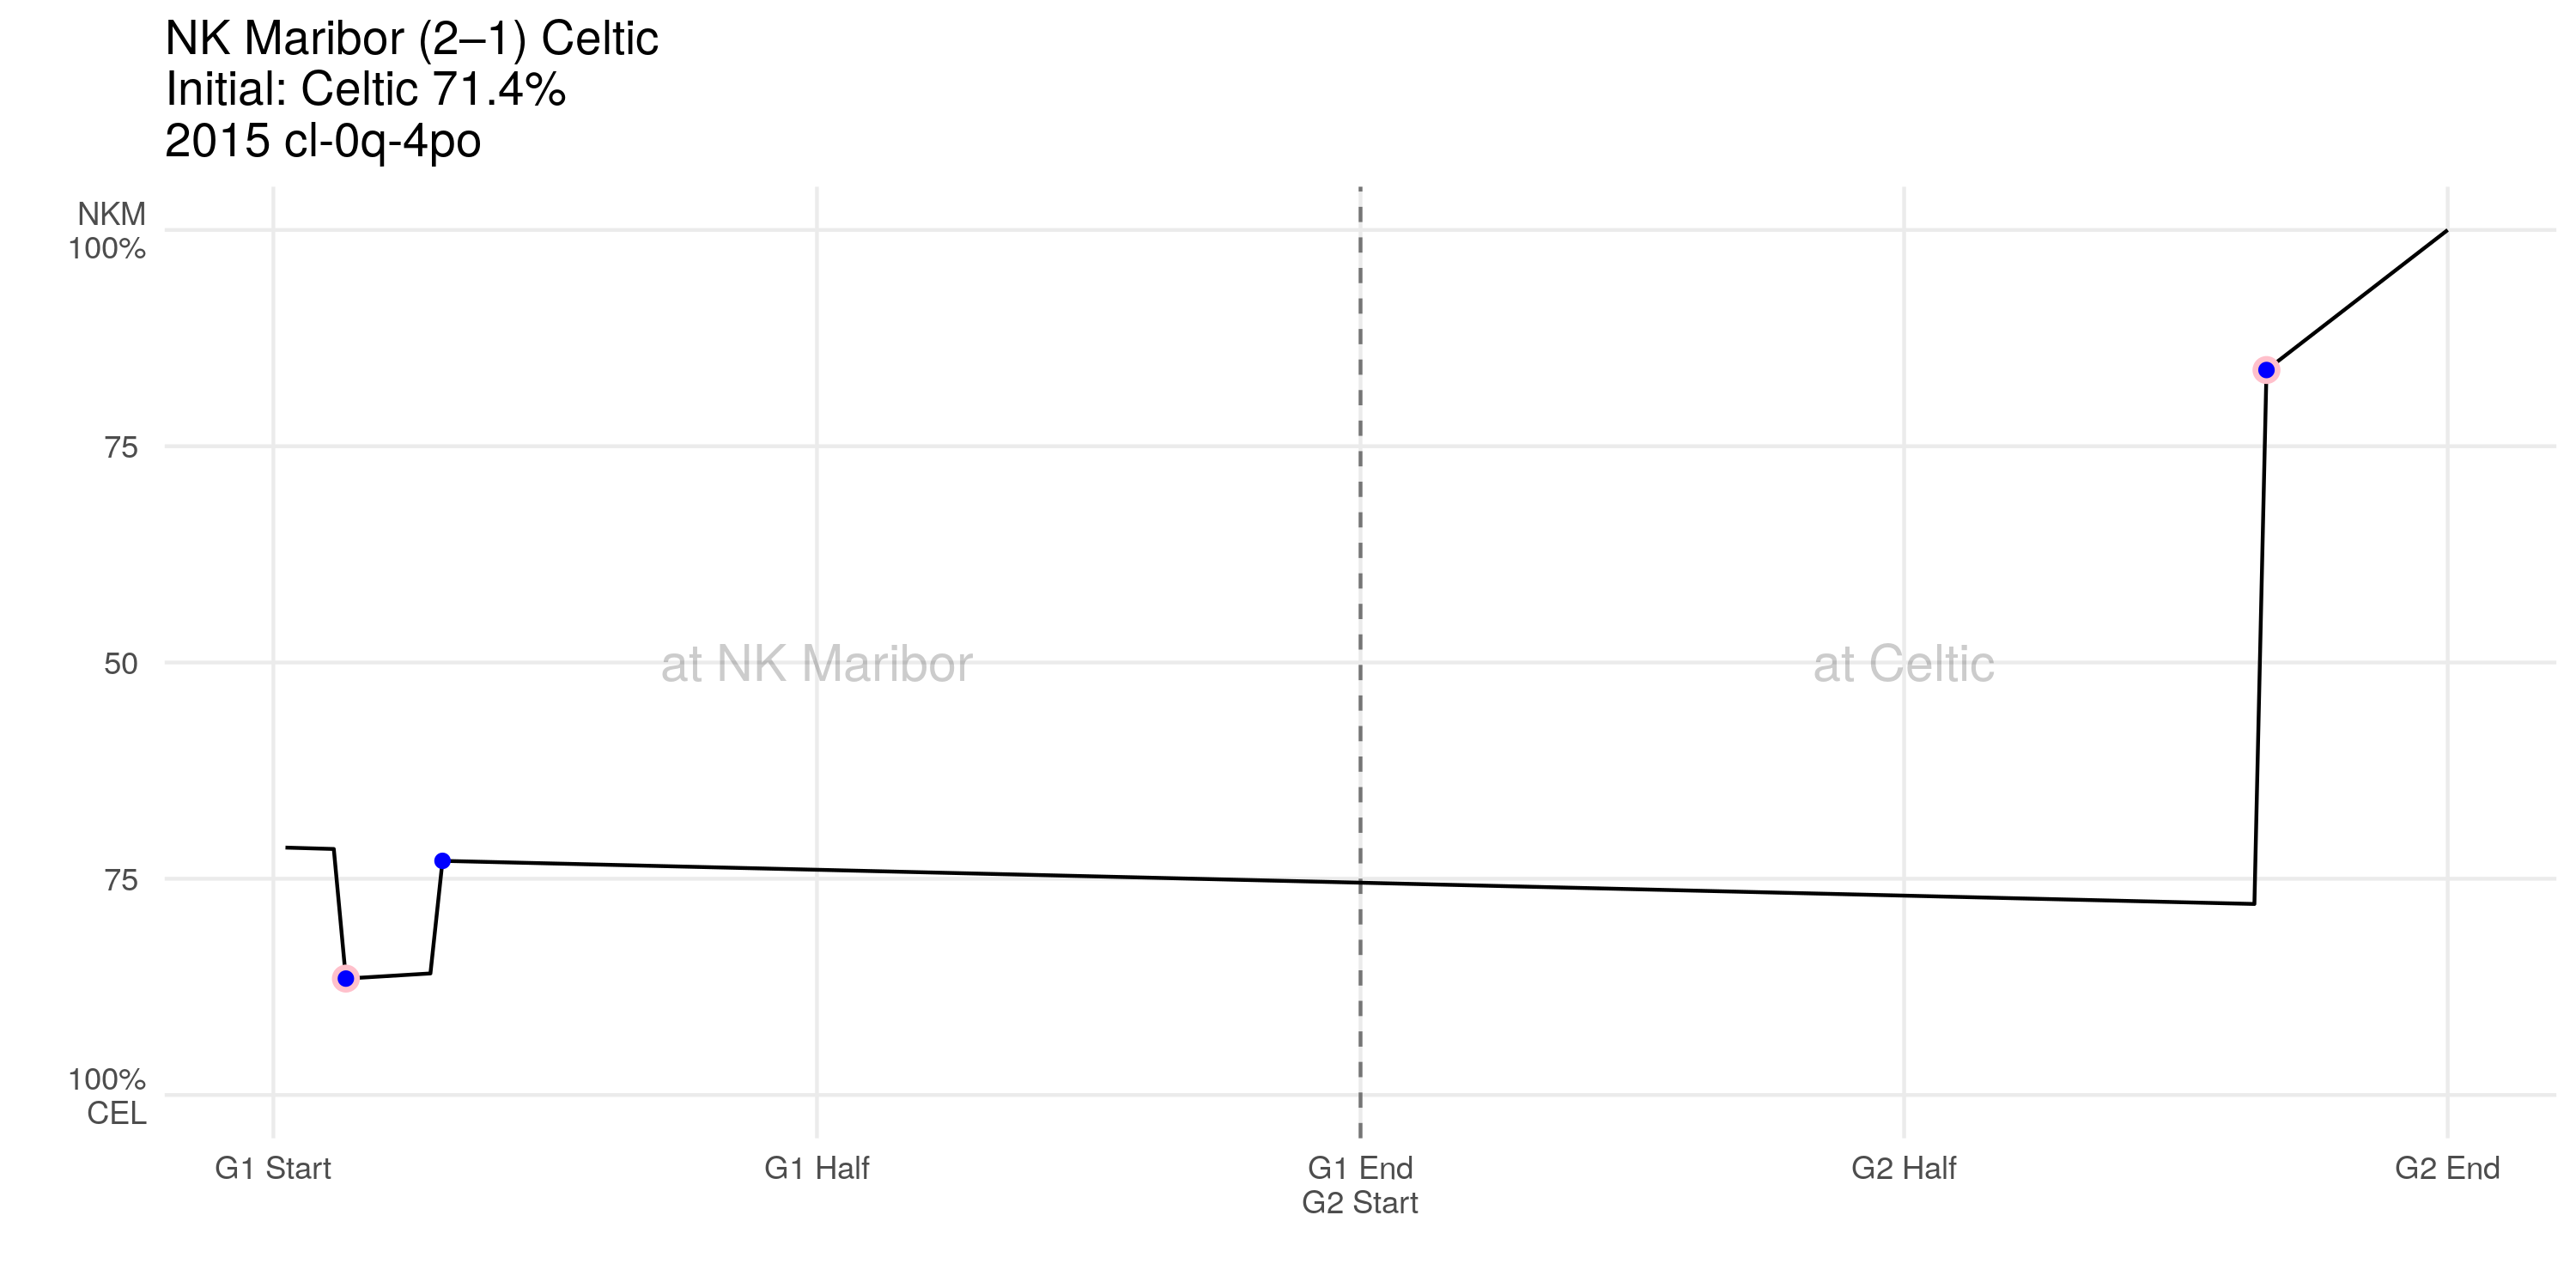 NK Maribor (2–1) Celtic
Initial: Celtic 71.4%
2015 cl-0q-4po
NKM
100%
75
50
75
100%
CEL
at NK Maribor
at Celtic
G1 Start
G1 Half
G1 End
G2 Start
G2 Half
G2 End